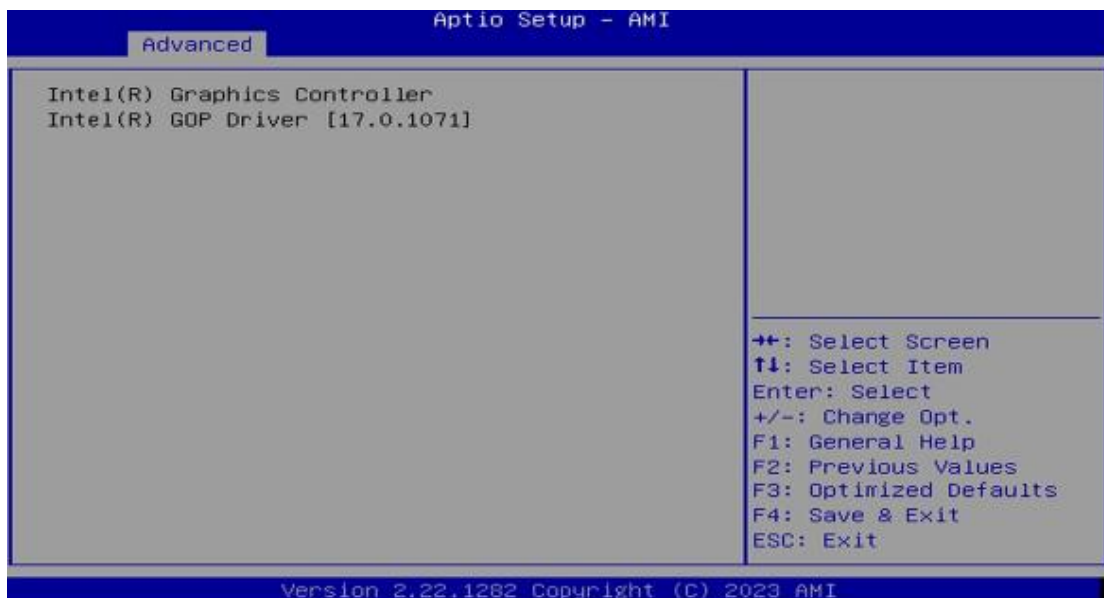 Aptio Setup - AMI
Advanced
Intel(R) Graphics Controller
Intel(R) GOP Driver [17.0.1071]
→←: Select Screen
↑↓: Select Item
Enter: Select
+/-: Change Opt.
F1: General Help
F2: Previous Values
F3: Optimized Defaults
F4: Save & Exit
ESC: Exit
Version 2.22.1282 Copyright (C) 2023 AMI